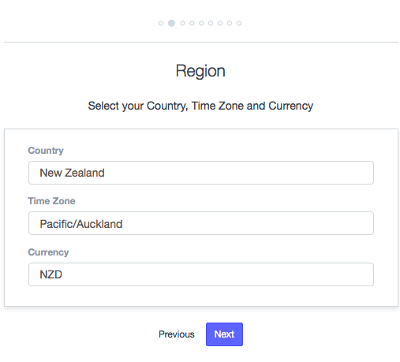 Region
Select your Country, Time Zone and Currency
Country
New Zealand
Time Zone
Pacific/Auckland
Currency
NZD
Previous Next